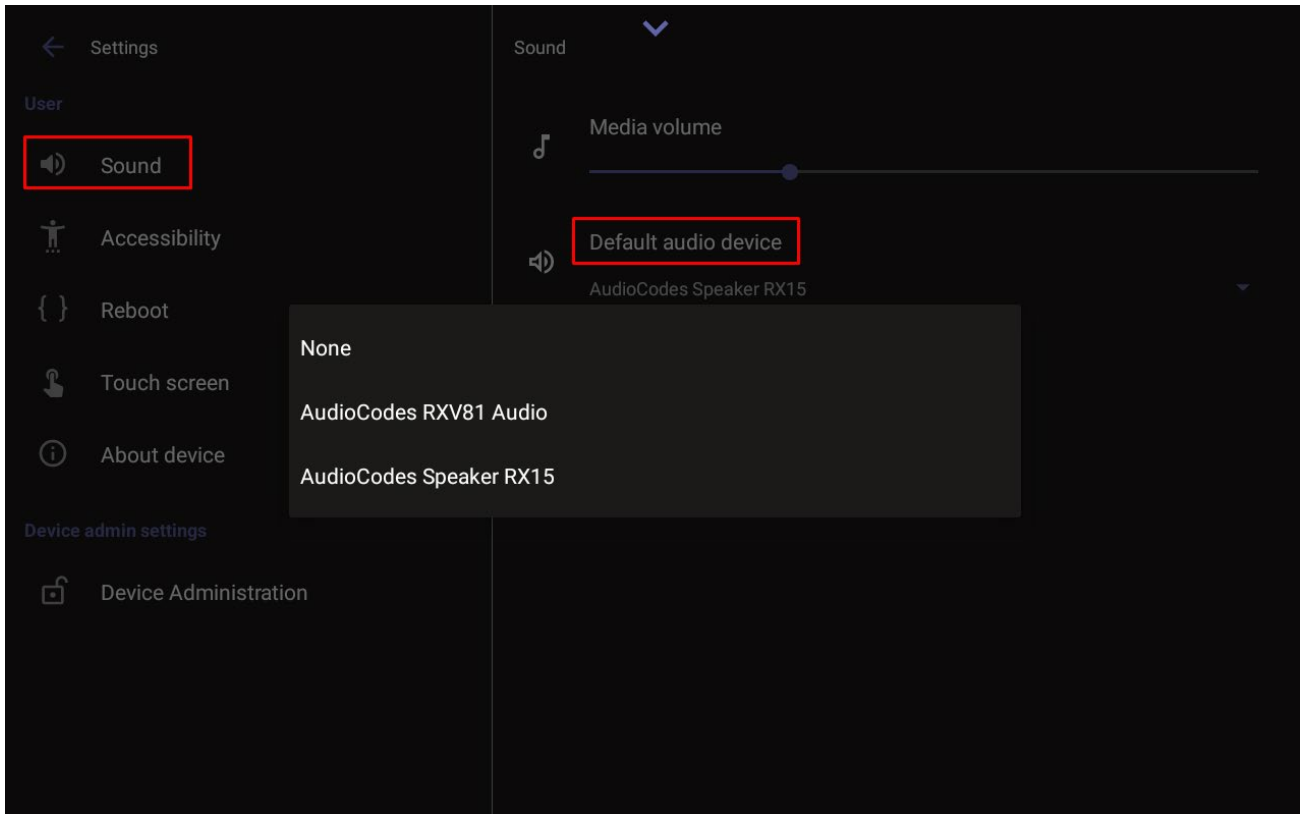 Settings
User
Sound
Accessibility
Reboot
Touch screen
About device
Device admin settings
Device Administration
Sound
Media volume
Default audio device
AudioCodes Speaker RX15
None
AudioCodes RXV81 Audio
AudioCodes Speaker RX15